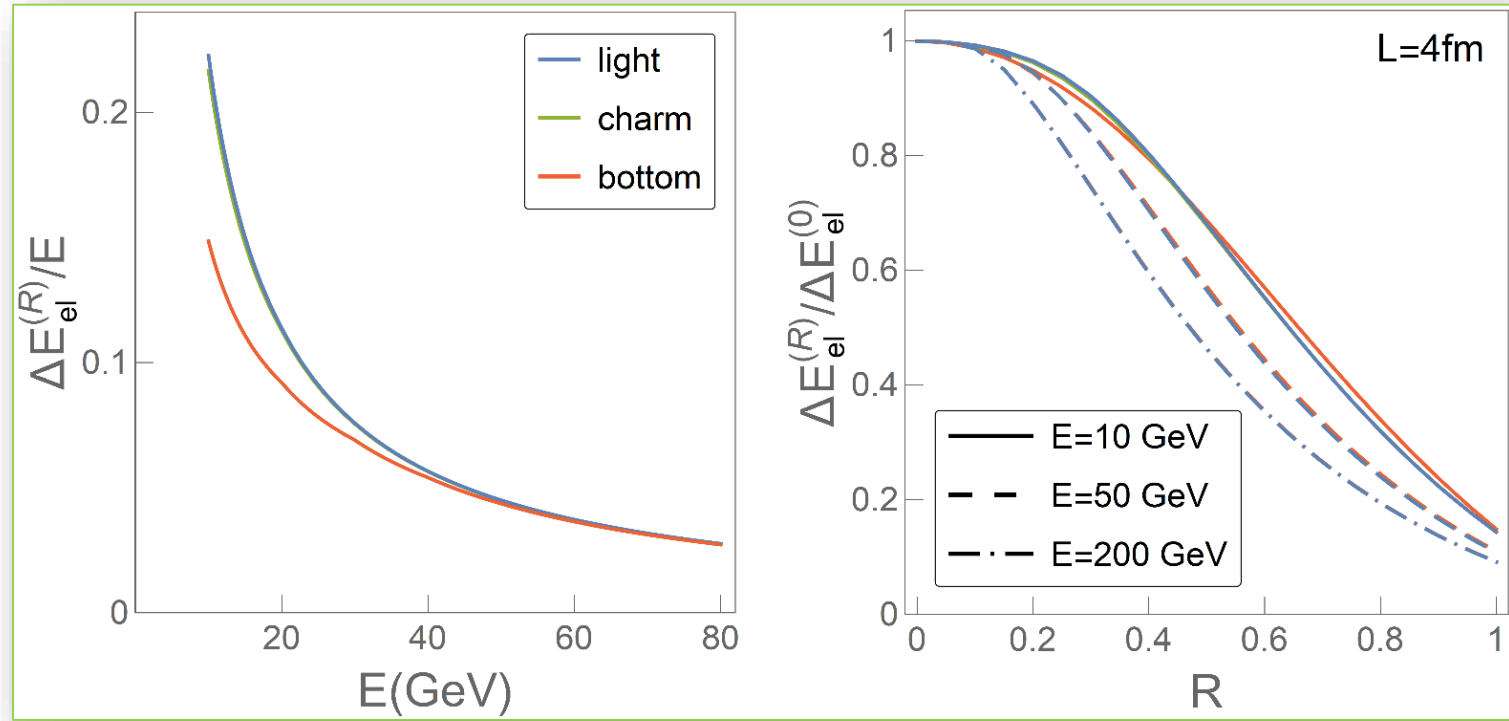 ΔE_el^(R)/E
0.2
0.1
0
20
40
60
80
E(GeV)
light
charm
bottom
ΔE_el^(R)/ΔE_el^(0)
1
0.8
0.6
0.4
0.2
0
0
0.2
0.4
0.6
0.8
1
R
L=4fm
E=10 GeV
E=50 GeV
E=200 GeV